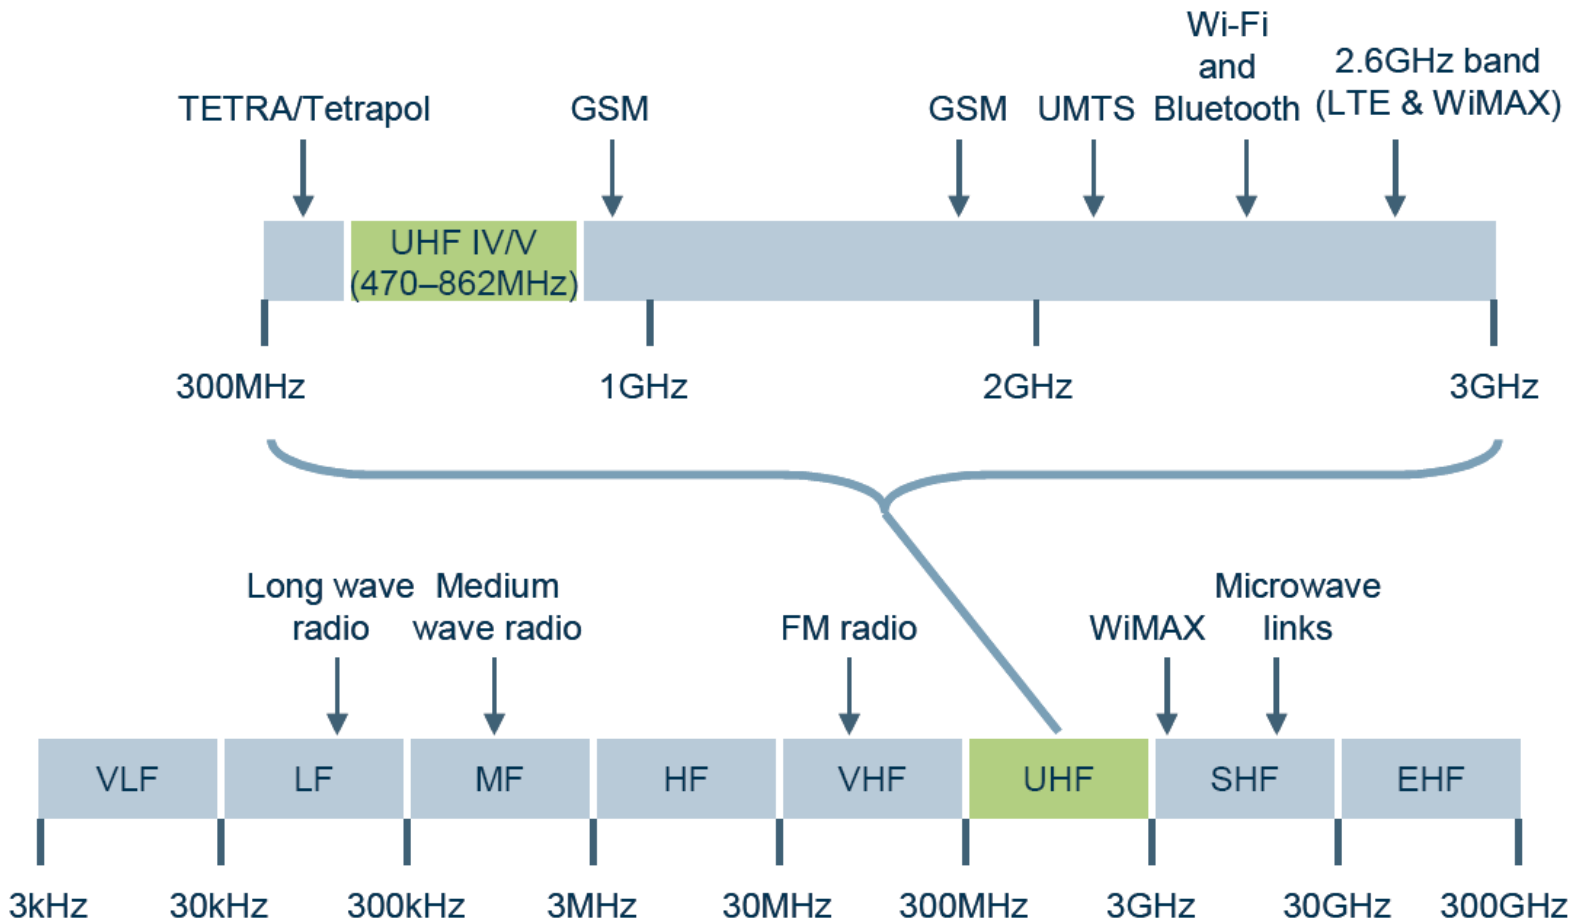 Wi-Fi
and
Bluetooth
2.6GHz band
(LTE & WiMAX)
TETRA/Tetrapol
GSM
GSM
UMTS
UHF IV/V
(470–862MHz)
300MHz
1GHz
2GHz
3GHz
Long wave
radio
Medium
wave radio
FM radio
WiMAX
Microwave
links
VLF
LF
MF
HF
VHF
UHF
SHF
EHF
3kHz
30kHz
300kHz
3MHz
30MHz
300MHz
3GHz
30GHz
300GHz